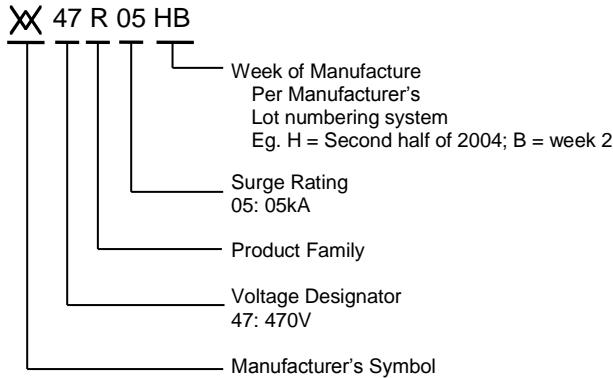 47 R 05 HB
Week of Manufacture
Per Manufacturer's
Lot numbering system
Eg. H = Second half of 2004; B = week 2
Surge Rating
05: 05kA
Product Family
Voltage Designator
47: 470V
Manufacturer's Symbol